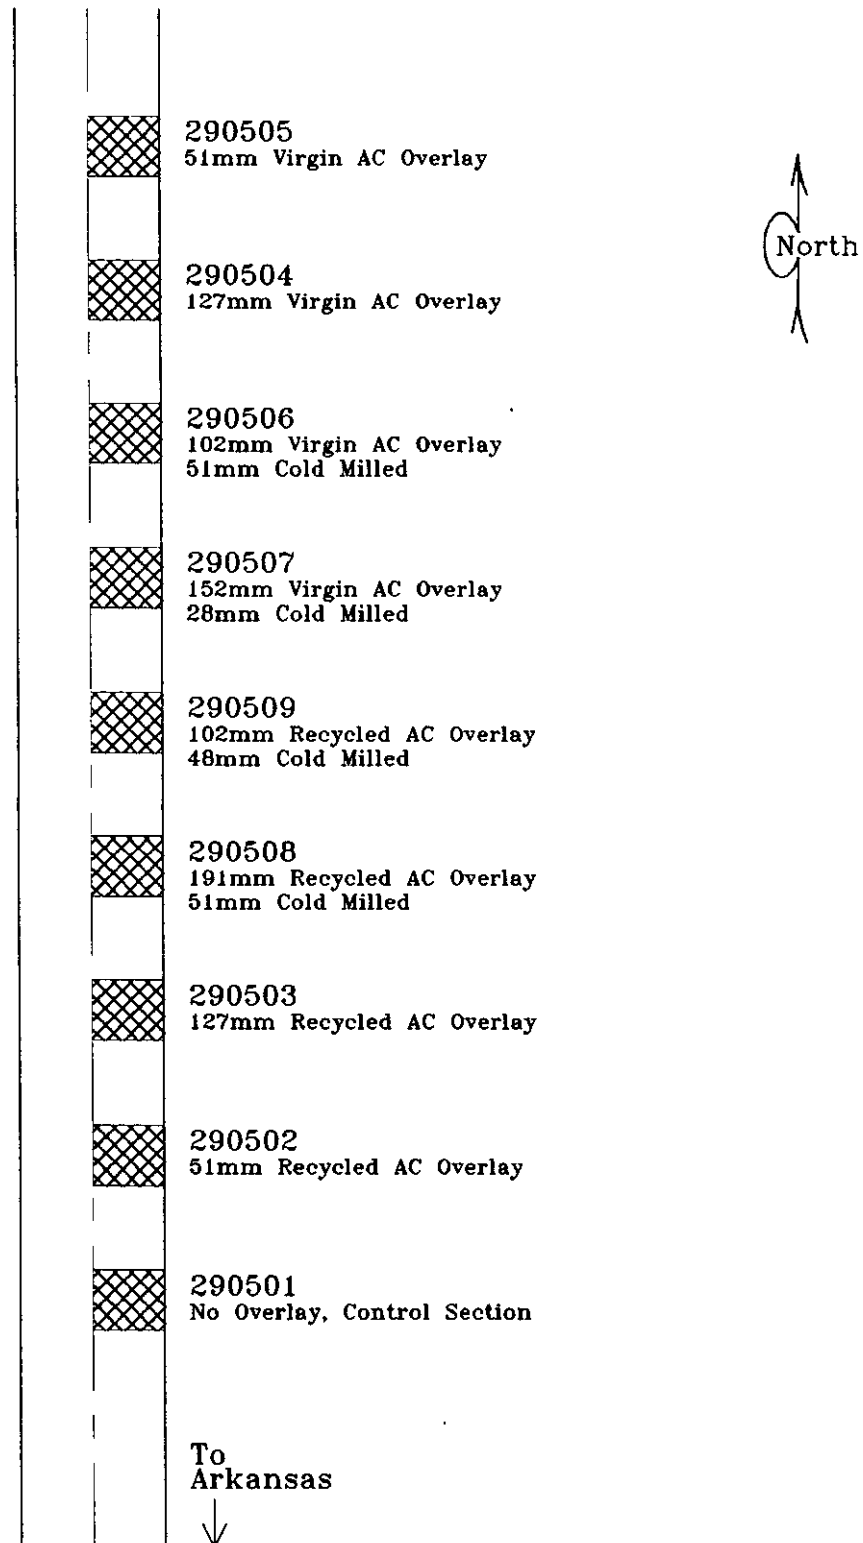 290505
51mm Virgin AC Overlay
North
290504
127mm Virgin AC Overlay
290506
102mm Virgin AC Overlay
51mm Cold Milled
290507
152mm Virgin AC Overlay
28mm Cold Milled
290509
102mm Recycled AC Overlay
48mm Cold Milled
290508
191mm Recycled AC Overlay
51mm Cold Milled
290503
127mm Recycled AC Overlay
290502
51mm Recycled AC Overlay
290501
No Overlay, Control Section
To
Arkansas